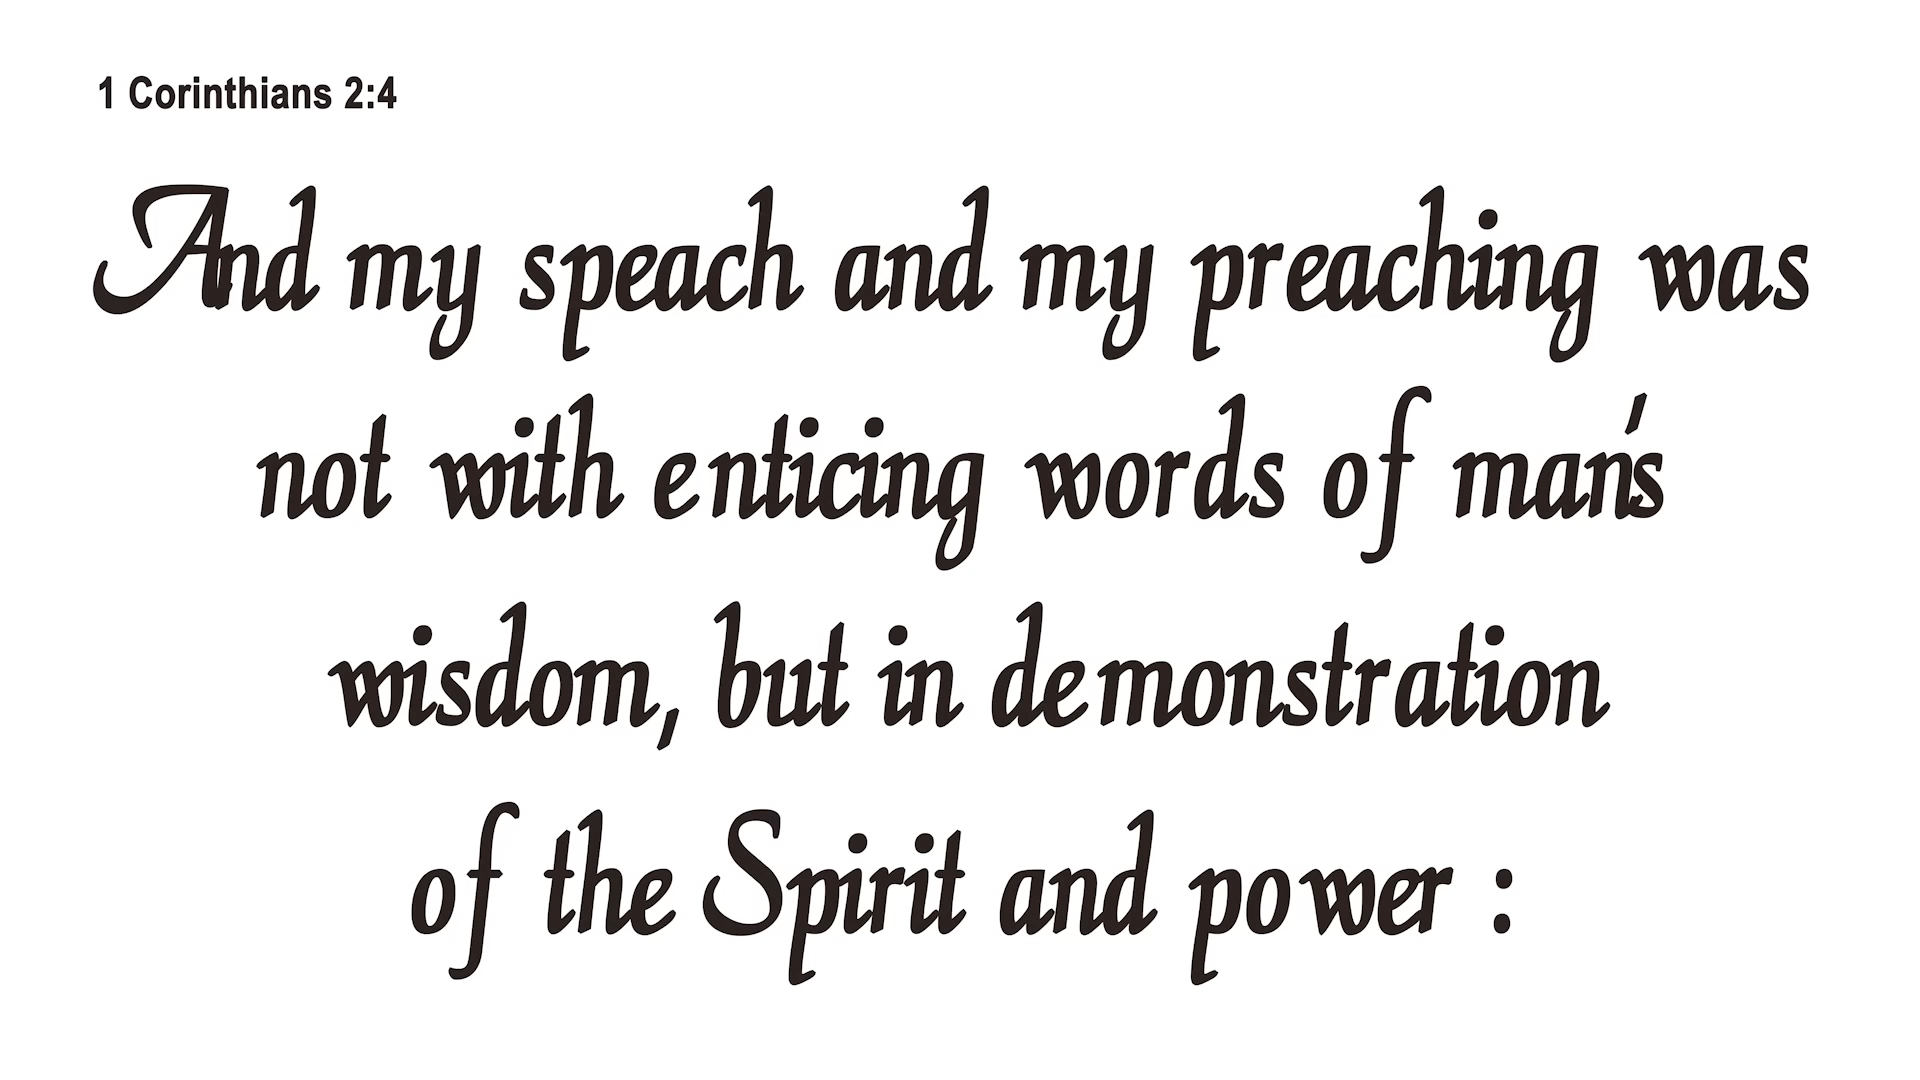 1 Corinthians 2:4
And my speach and my preaching was
not with enticing words of man's
wisdom, but in demonstration
of the Spirit and power :